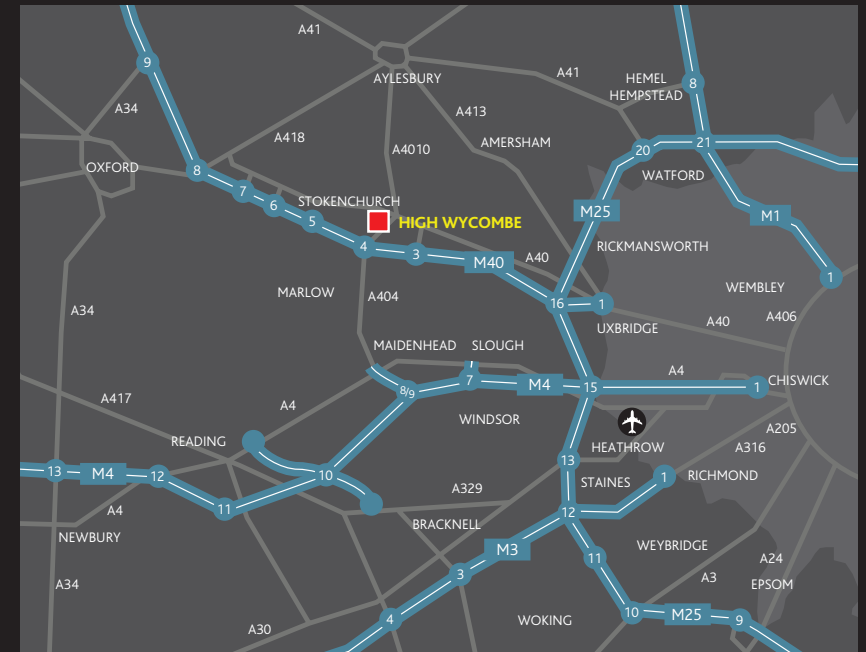 A41
9
AYLESBURY
A41
HEMEL
HEMPSTEAD
8
A34
A413
A418
A4010
AMERSHAM
20
21
OXFORD
8
WATFORD
7
6
STOKENCHURCH
5
HIGH WYCOMBE
M25
M1
4
3
M40
A40
RICKMANSWORTH
1
MARLOW
A404
16
1
WEMBLEY
A34
UXBRIDGE
A40
A406
MAIDENHEAD
SLOUGH
8/9
7
M4
15
A4
1
CHISWICK
A417
A4
WINDSOR
READING
HEATHROW
A205
A316
13
M4
12
10
13
STAINES
1
RICHMOND
A4
11
A329
12
NEWBURY
BRACKNELL
M3
11
WEYBRIDGE
A34
3
A24
A3
EPSOM
A30
4
WOKING
10
M25
9